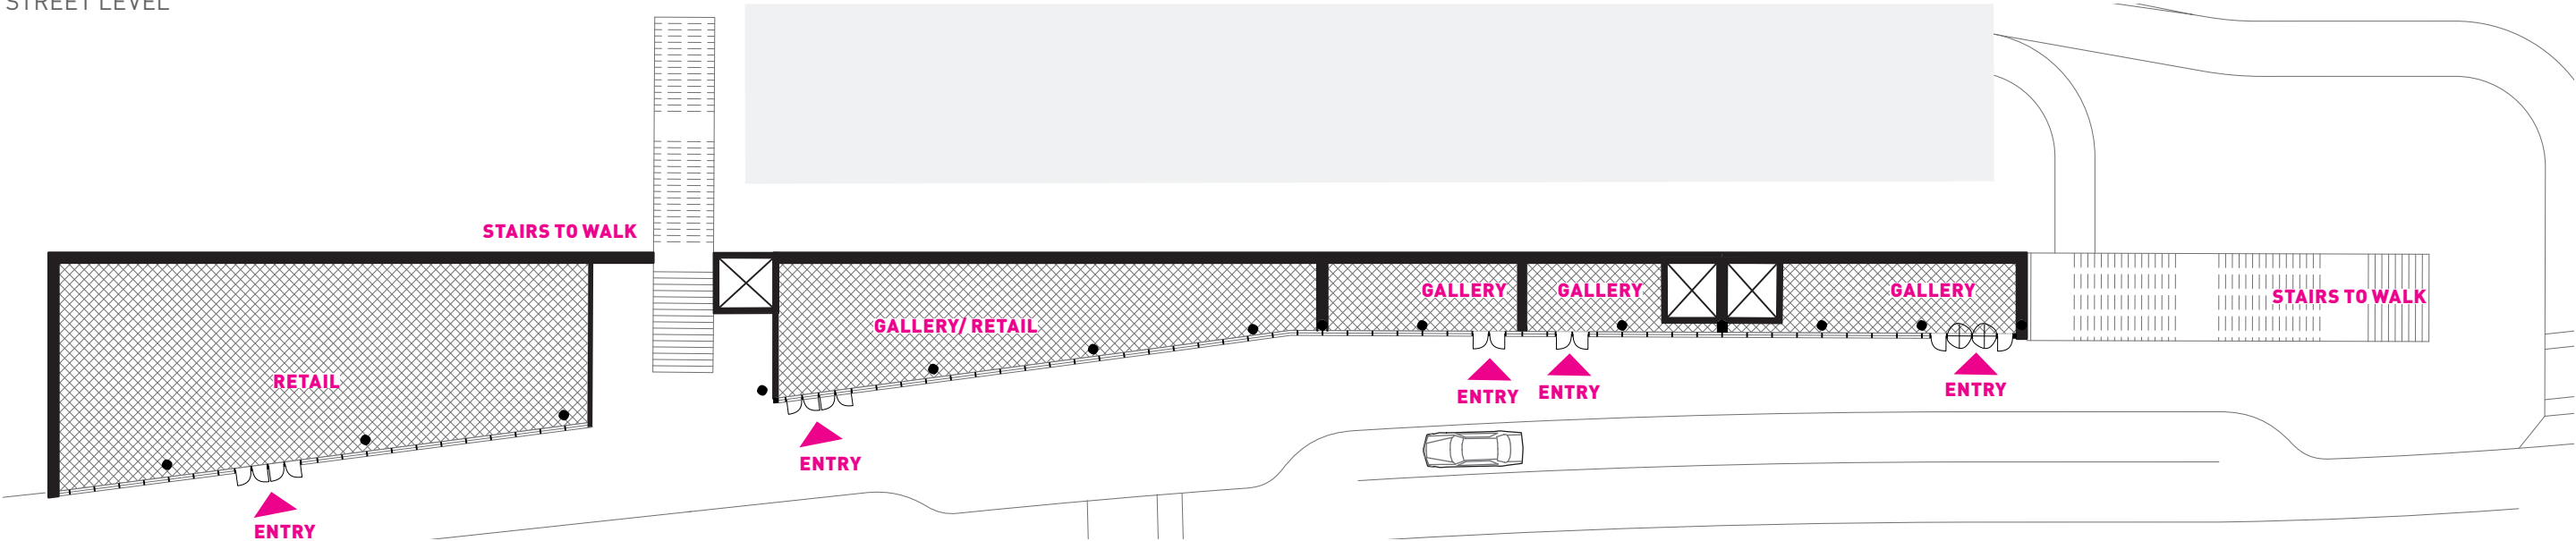 STREET LEVEL
STAIRS TO WALK
GALLERY
GALLERY
GALLERY
STAIRS TO WALK
GALLERY/ RETAIL
RETAIL
ENTRY
ENTRY
ENTRY
ENTRY
ENTRY